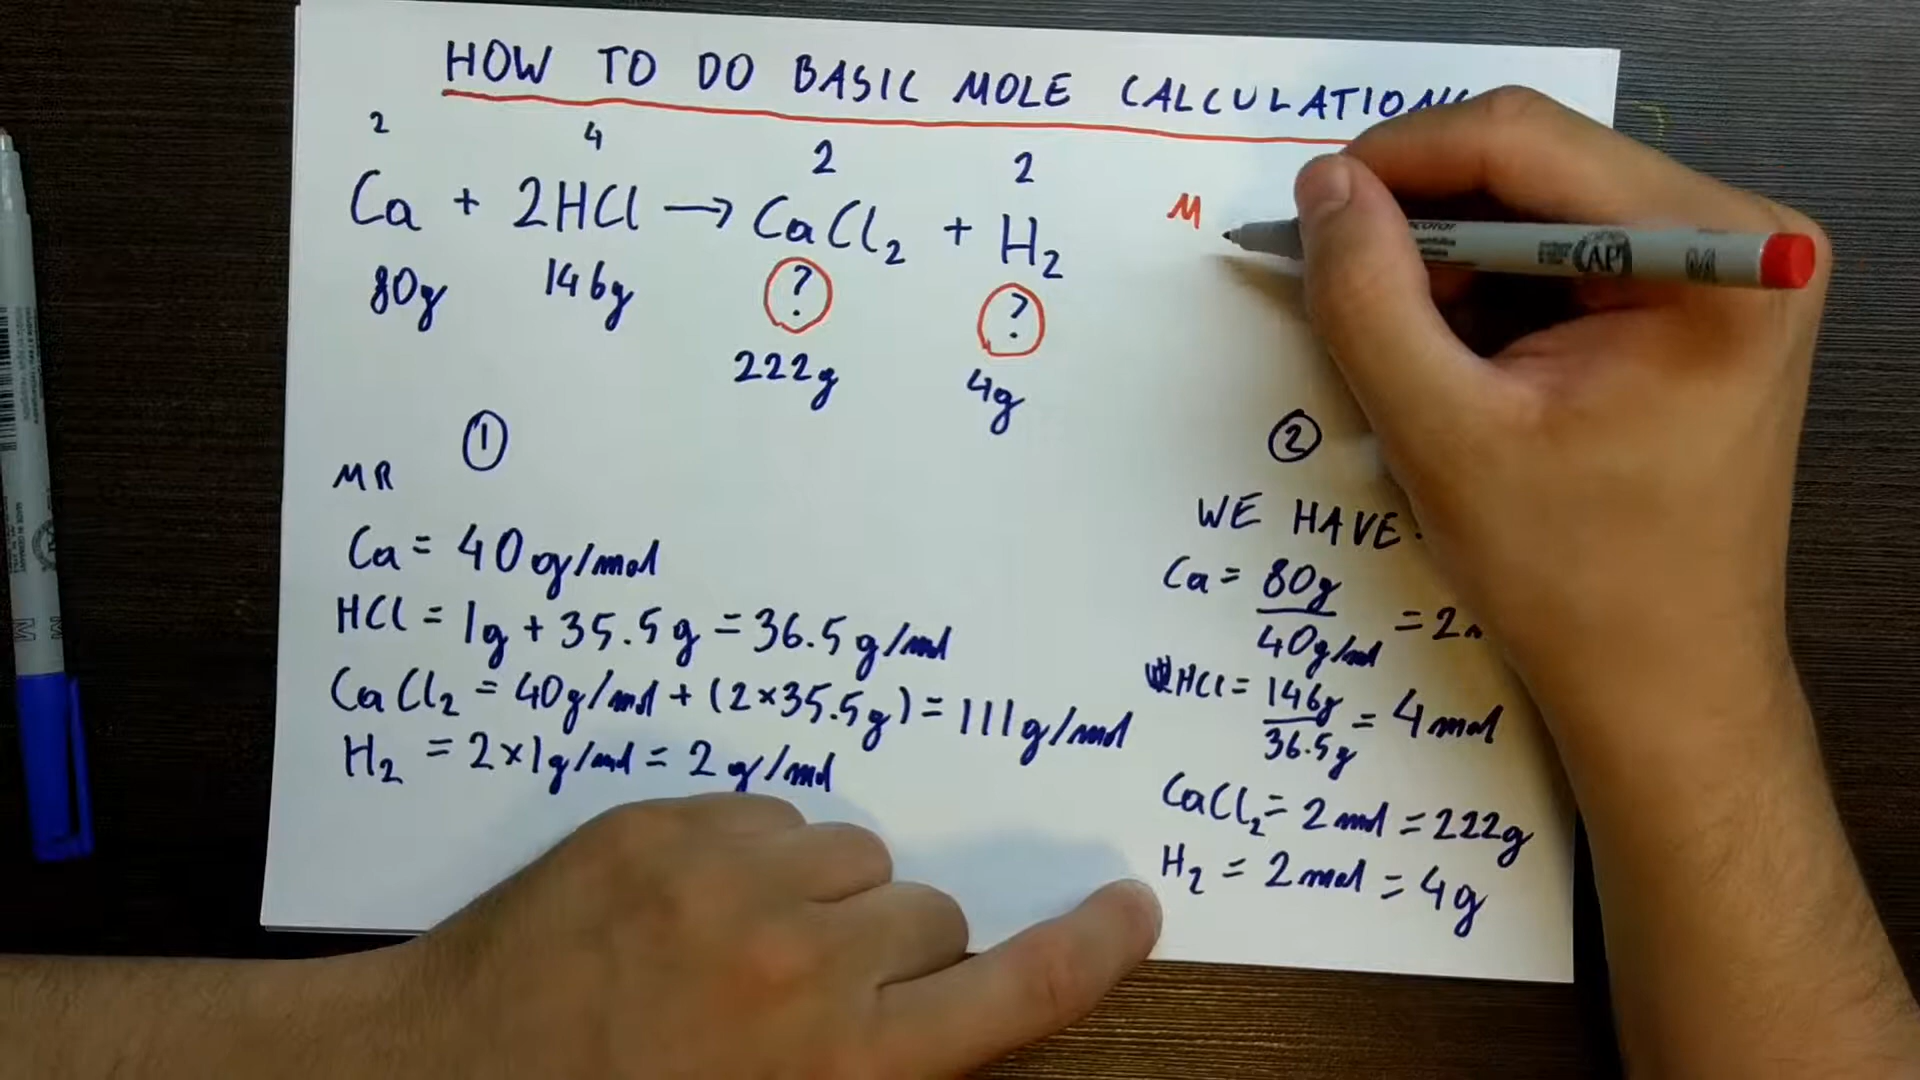 HOW TO DO BASIC MOLE CALCULATIONS
2 4 2 2
Ca + 2HCl → CaCl₂ + H₂
M
80g 146g ? ?
222g 4g
①
MR
Ca = 40g/mol
HCl = 1g + 35.5g = 36.5g/mol
CaCl₂ = 40g/mol + (2×35.5g) = 111g/mol
H₂ = 2×1g/mol = 2g/mol
②
WE HAVE:
Ca = 80g
40g/mol = 2m
HCl = 146g
36.5g = 4mol
CaCl₂ = 2mol = 222g
H₂ = 2mol = 4g
(AP) M
M M